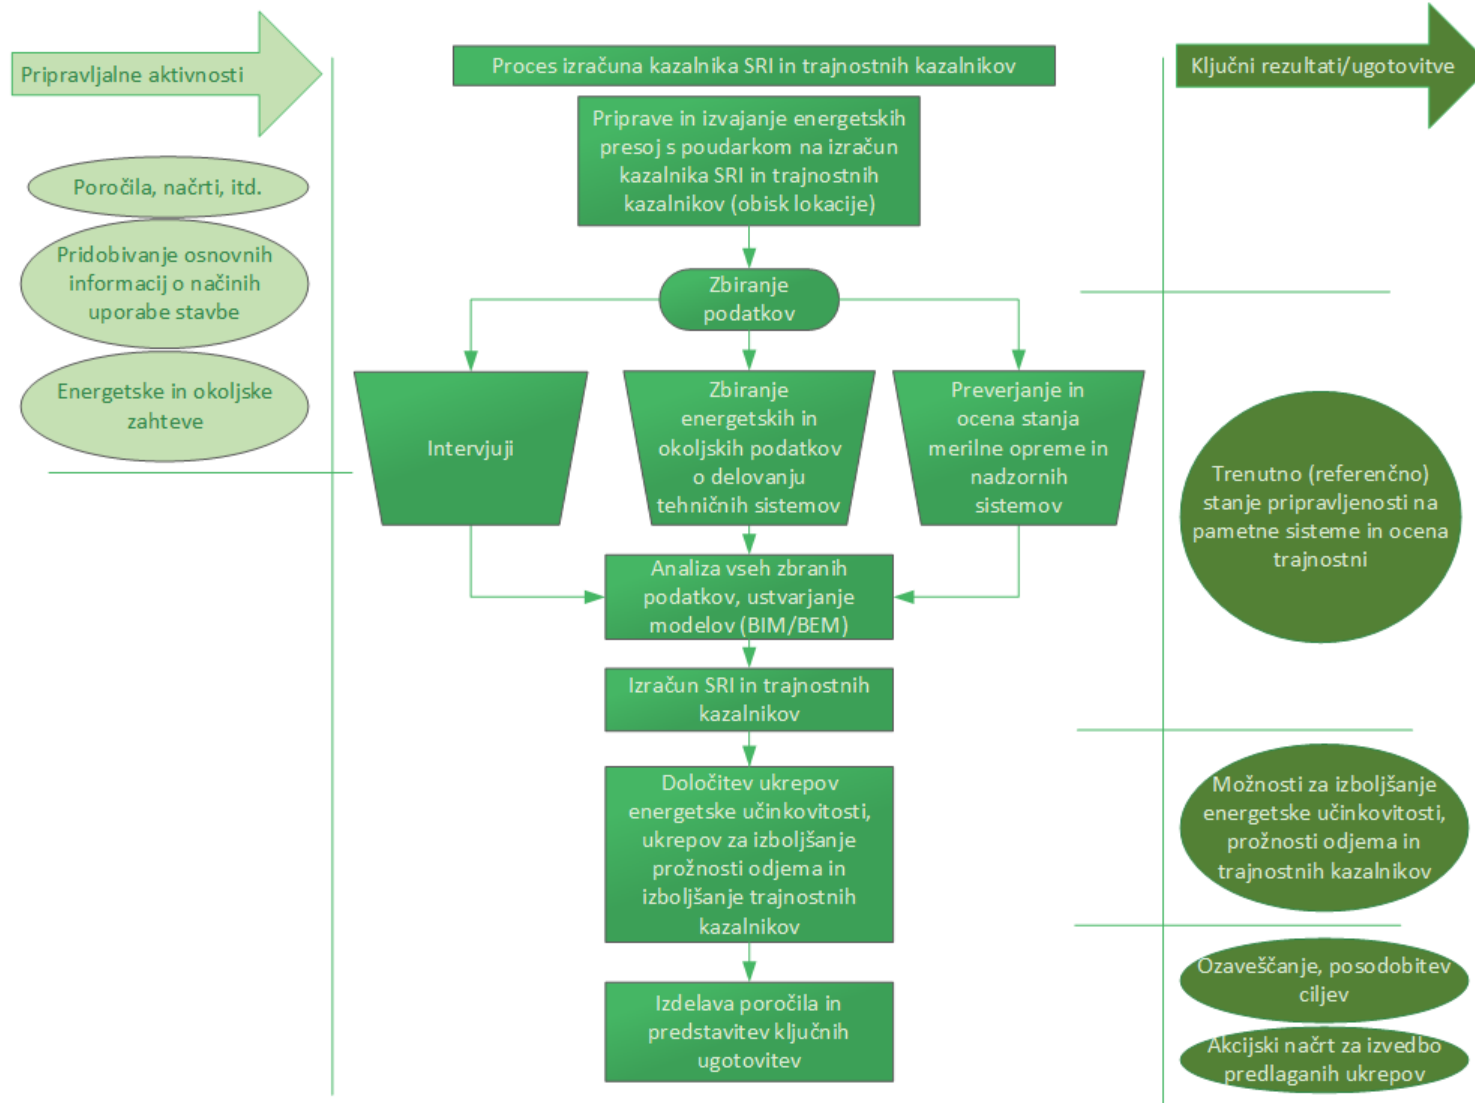 Pripravljalne aktivnosti
Poročila, načrti, itd.
Pridobivanje osnovnih
informacij o načinih
uporabe stavbe
Energetske in okoljske
zahteve
Proces izračuna kazalnika SRI in trajnostnih kazalnikov
Priprave in izvajanje energetskih
presoj s poudarkom na izračun
kazalnika SRI in trajnostnih
kazalnikov (obisk lokacije)
Zbiranje
podatkov
Intervjuji
Zbiranje
energetskih in
okoljskih podatkov
o delovanju
tehničnih sistemov
Preverjanje in
ocena stanja
merilne opreme in
nadzornih
sistemov
Analiza vseh zbranih
podatkov, ustvarjanje
modelov (BIM/BEM)
Izračun SRI in trajnostnih
kazalnikov
Določitev ukrepov
energetske učinkovitosti,
ukrepov za izboljšanje
prožnosti odjema in
izboljšanje trajnostnih
kazalnikov
Izdelava poročila in
predstavitev ključnih
ugotovitev
Ključni rezultati/ugotovitve
Trenutno (referenčno)
stanje pripravljenosti na
pametne sisteme in ocena
trajnostni
Možnosti za izboljšanje
energetske učinkovitosti,
prožnosti odjema in
trajnostnih kazalnikov
Ozaveščanje, posodobitev
ciljev
Akcijski načrt za izvedbo
predlaganih ukrepov